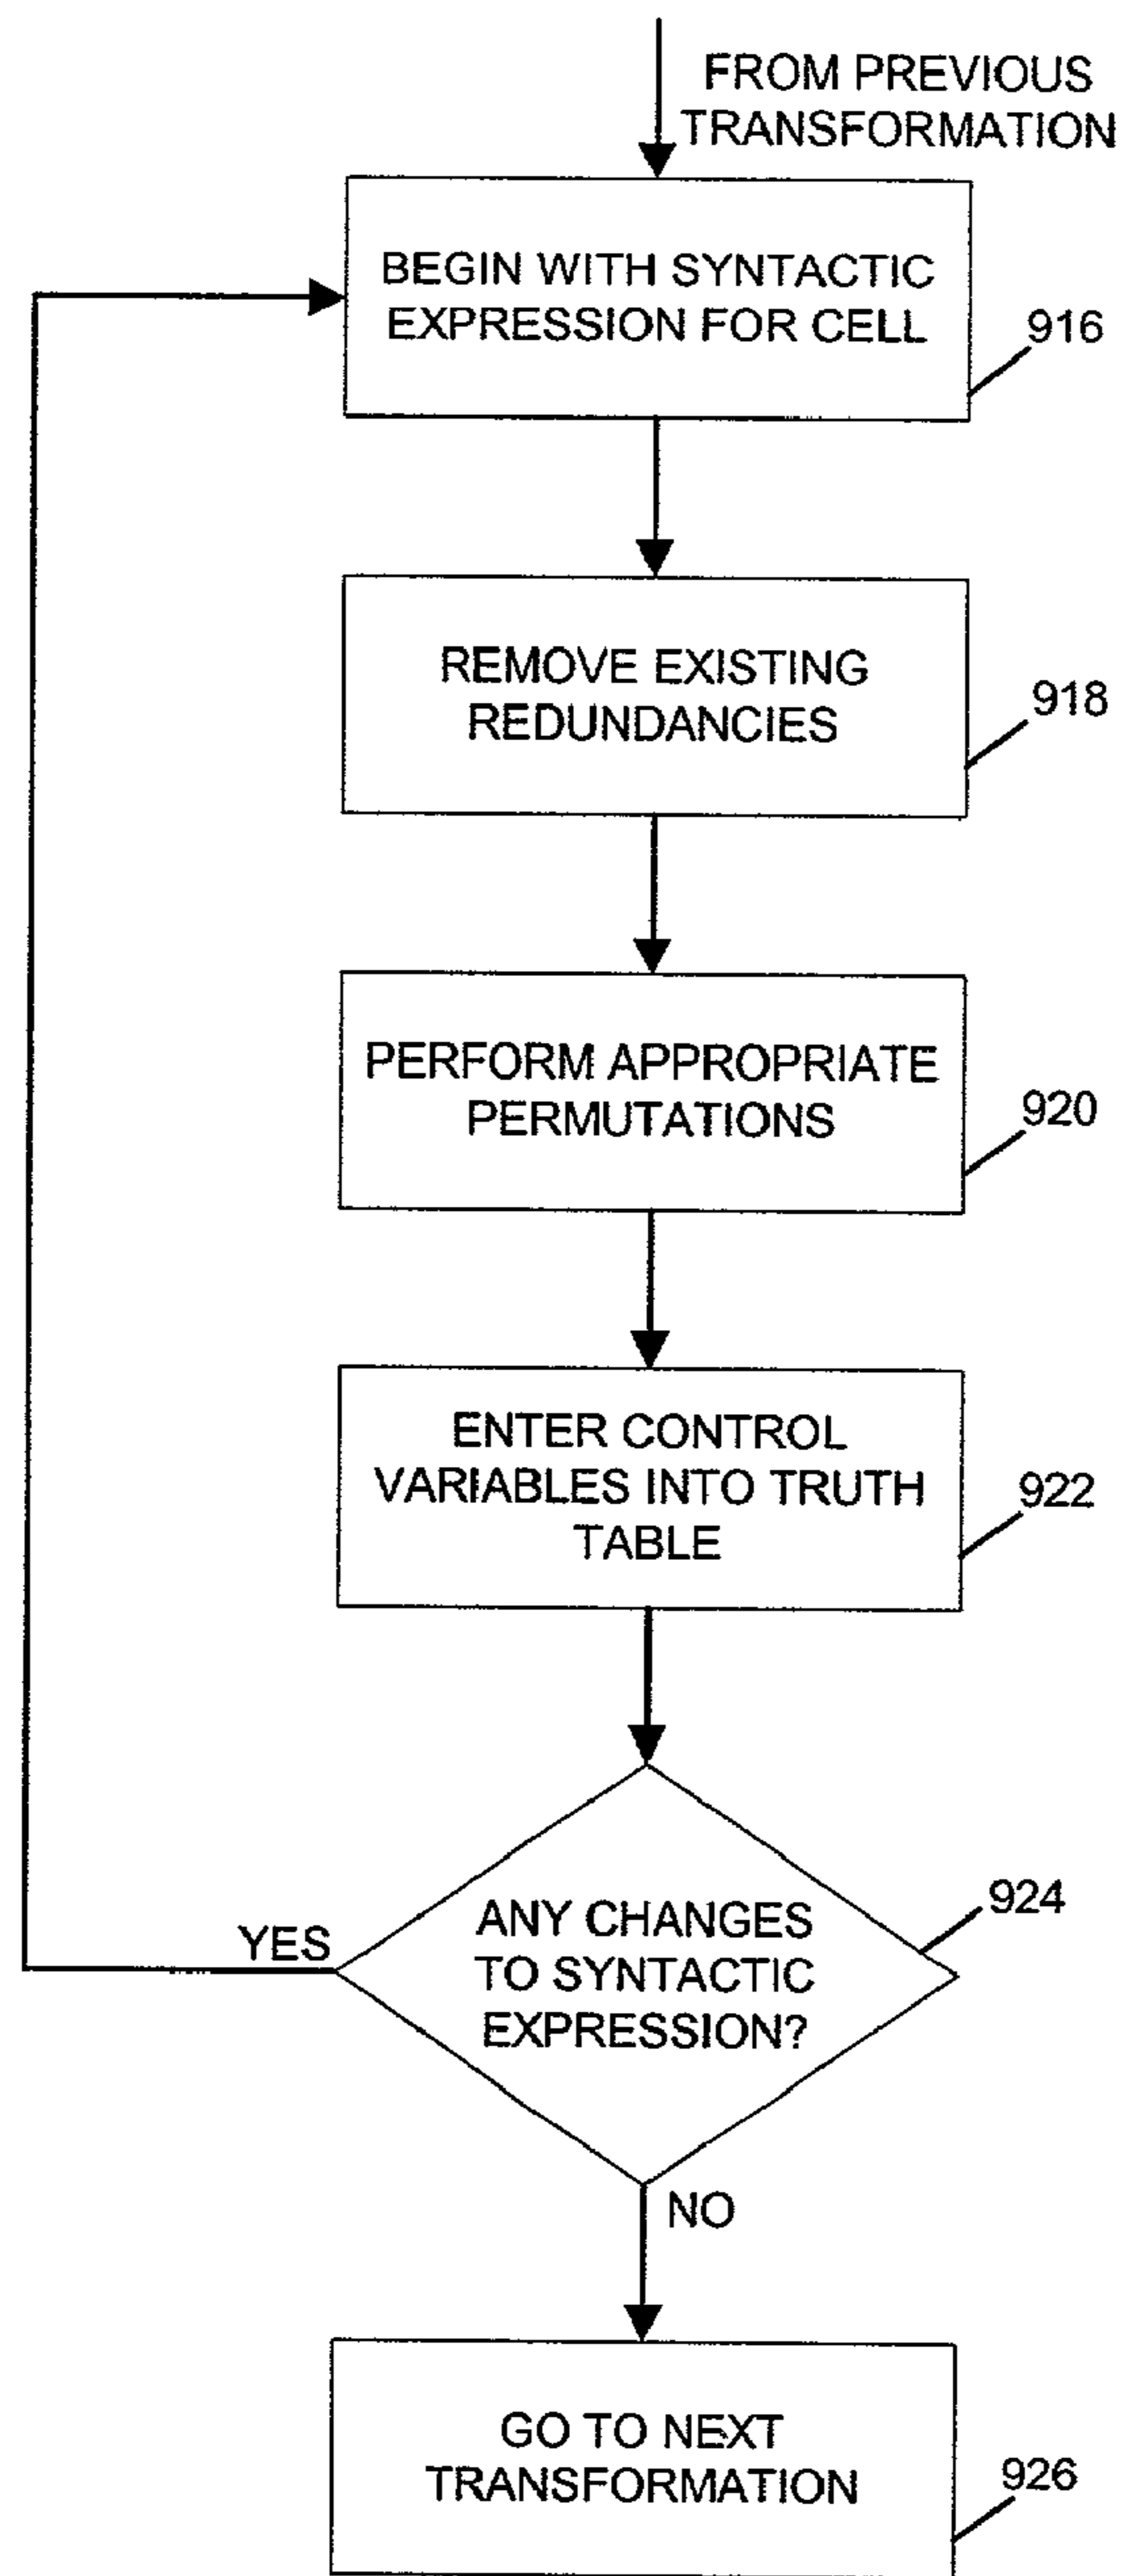 FROM PREVIOUS
TRANSFORMATION
BEGIN WITH SYNTACTIC
EXPRESSION FOR CELL
916
REMOVE EXISTING
REDUNDANCIES
918
PERFORM APPROPRIATE
PERMUTATIONS
920
ENTER CONTROL
VARIABLES INTO TRUTH
TABLE
922
ANY CHANGES
TO SYNTACTIC
EXPRESSION?
924
YES
NO
GO TO NEXT
TRANSFORMATION
926